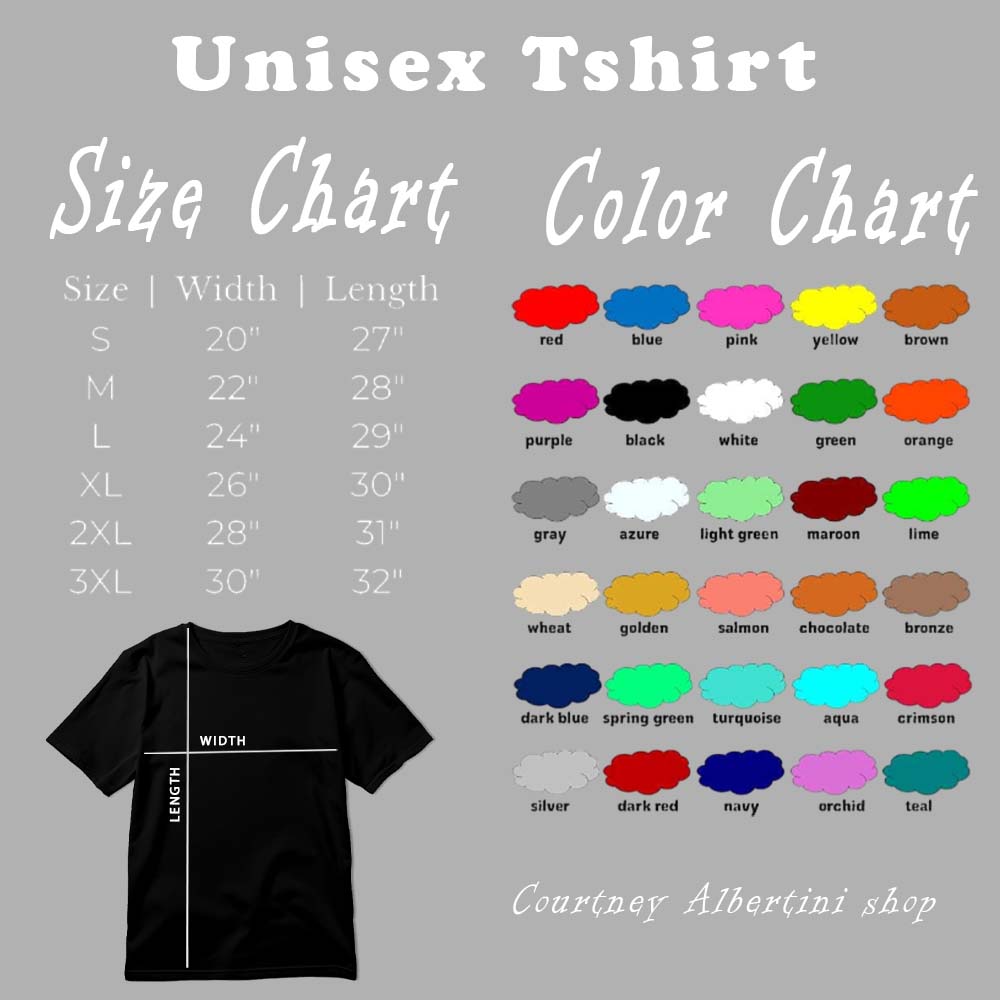 Unisex Tshirt
Size Chart
Size | Width | Length
S 20" 27"
M 22" 28"
L 24" 29"
XL 26" 30"
2XL 28" 31"
3XL 30" 32"
WIDTH
LENGTH
Color Chart
red blue pink yellow brown
purple black white green orange
gray azure light green maroon lime
wheat golden salmon chocolate bronze
dark blue spring green turquoise aqua crimson
silver dark red navy orchid teal
Courtney Albertini shop